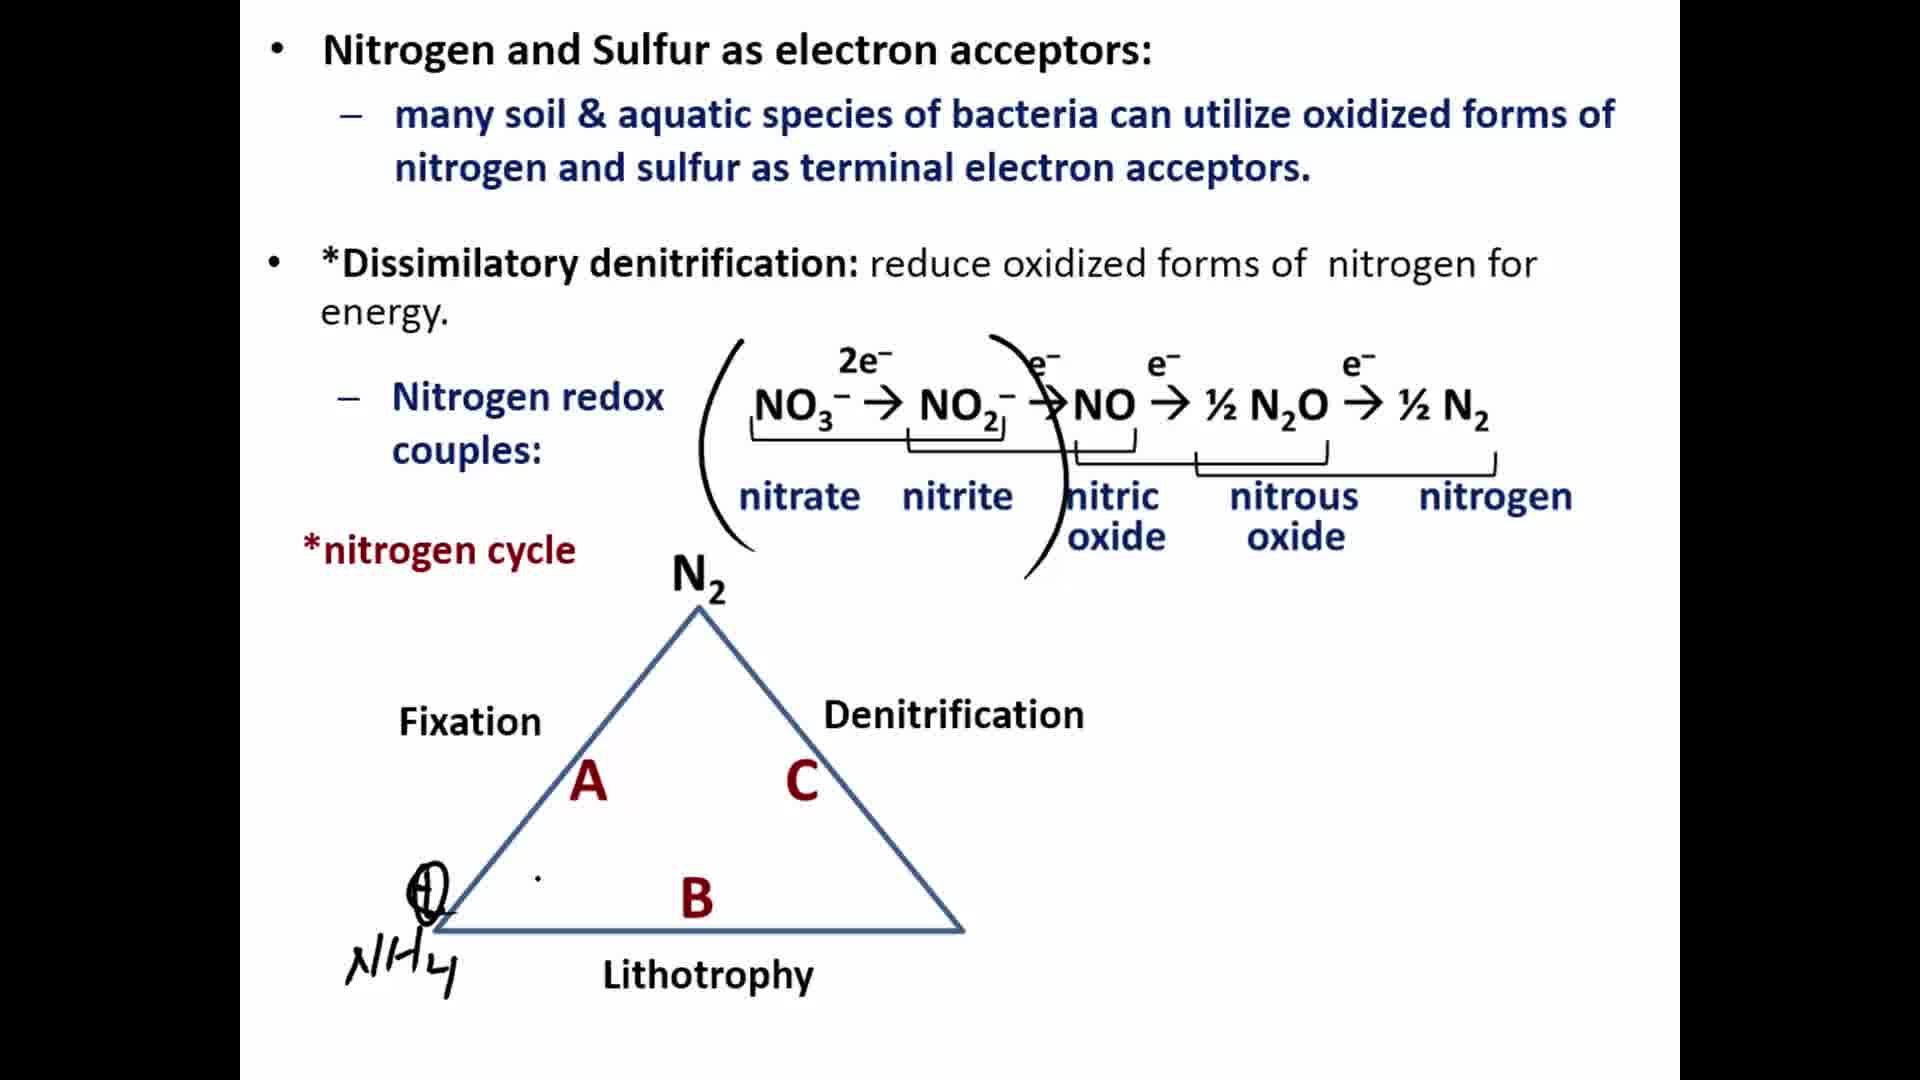 • Nitrogen and Sulfur as electron acceptors:
– many soil & aquatic species of bacteria can utilize oxidized forms of
nitrogen and sulfur as terminal electron acceptors.
• *Dissimilatory denitrification: reduce oxidized forms of nitrogen for
energy.
2e⁻ e⁻ e⁻ e⁻
– Nitrogen redox
couples:
NO₃⁻ → NO₂⁻ → NO → ½ N₂O → ½ N₂
nitrate nitrite nitric nitrous nitrogen
oxide oxide
*nitrogen cycle
N₂
Fixation Denitrification
A C
B
NH₄
Lithotrophy